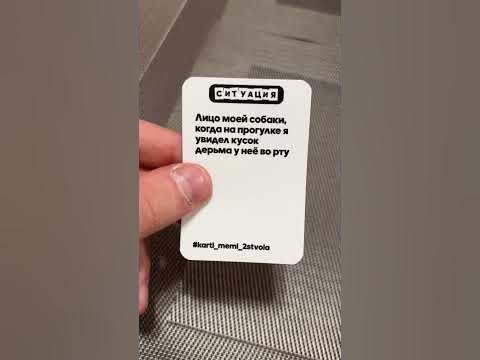 СИТУАЦИЯ
Лицо моей собаки,
когда на прогулке я
увидел кусок
дерьма у неё во рту
#karti_memi_2stvola